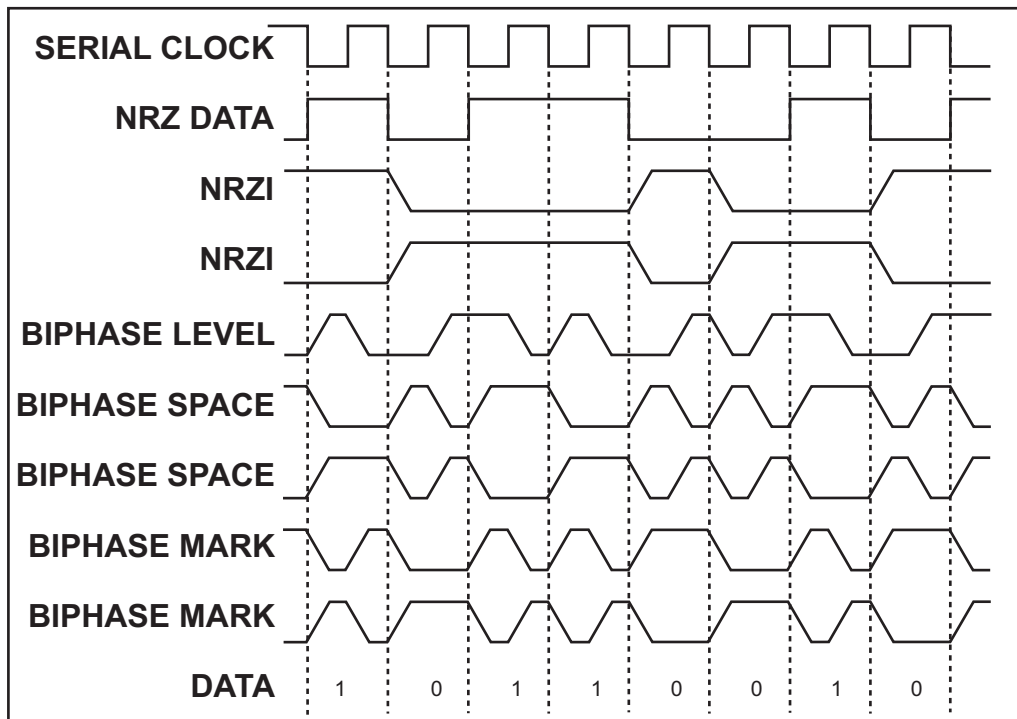 SERIAL CLOCK
NRZ DATA
NRZI
NRZI
BIPHASE LEVEL
BIPHASE SPACE
BIPHASE SPACE
BIPHASE MARK
BIPHASE MARK
DATA 1 0 1 1 0 0 1 0